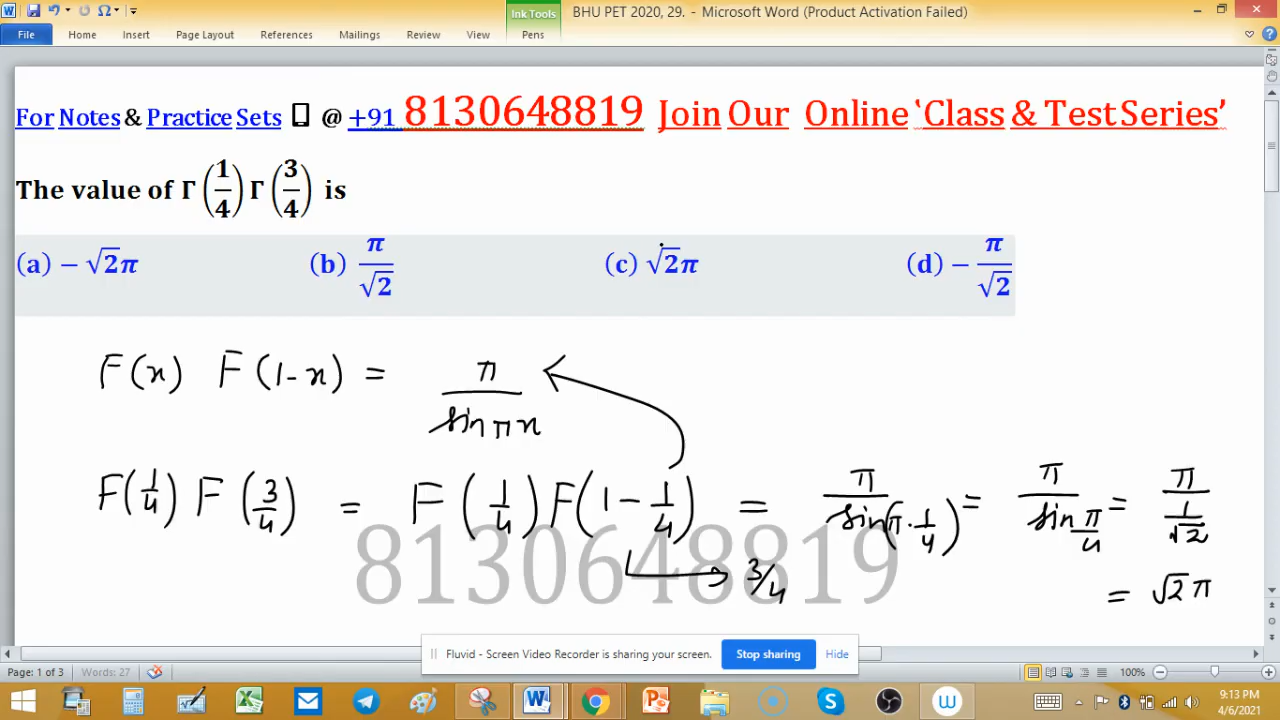 Ink Tools
BHU PET 2020, 29. - Microsoft Word (Product Activation Failed)
File Home Insert Page Layout References Mailings Review View Pens
For Notes & Practice Sets @ +91 8130648819 Join Our Online 'Class & Test Series'
The value of Γ(1/4) Γ(3/4) is
(a) − √2π (b) π/√2 (c) √2π (d) − π/√2
Γ(x) Γ(1-x) = π/sin πx
Γ(1/4) Γ(3/4) = Γ(1/4) Γ(1 − 1/4) = π/sin(π · 1/4) = π/sin π/4 = π/(1/√2)
8130648819
3/4
= √2 π
Fluvid - Screen Video Recorder is sharing your screen. Stop sharing Hide
Page: 1 of 3 Words: 27 100%
9:13 PM
4/6/2021